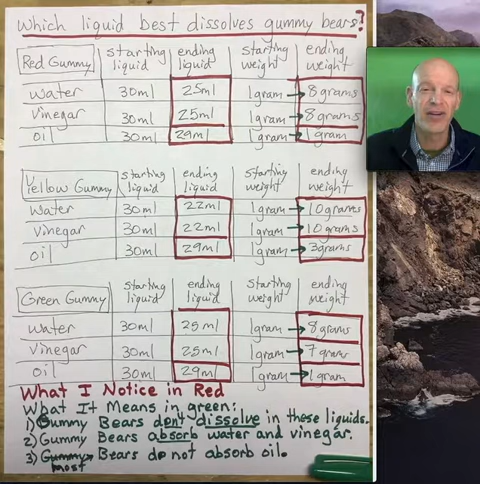 Which liquid best dissolves gummy bears?
Red Gummy starting liquid ending liquid starting weight ending weight
Water 30ml 25ml 1gram → 8grams
Vinegar 30ml 25ml 1gram → 8grams
oil 30ml 29ml 1gram → 1gram
Yellow Gummy starting liquid ending liquid starting weight ending weight
Water 30ml 22ml 1gram → 10grams
Vinegar 30ml 22ml 1gram → 10grams
oil 30ml 29ml 1gram → 3grams
Green Gummy starting liquid ending liquid starting weight ending weight
Water 30ml 25ml 1gram → 8grams
Vinegar 30ml 25ml 1gram → 7grams
oil 30ml 29ml 1gram → 1gram
What I Notice in Red
What It Means in green:
1) Gummy Bears don't dissolve in these liquids.
2) Gummy Bears absorb water and vinegar.
3) Gummy Bears do not absorb oil.
most